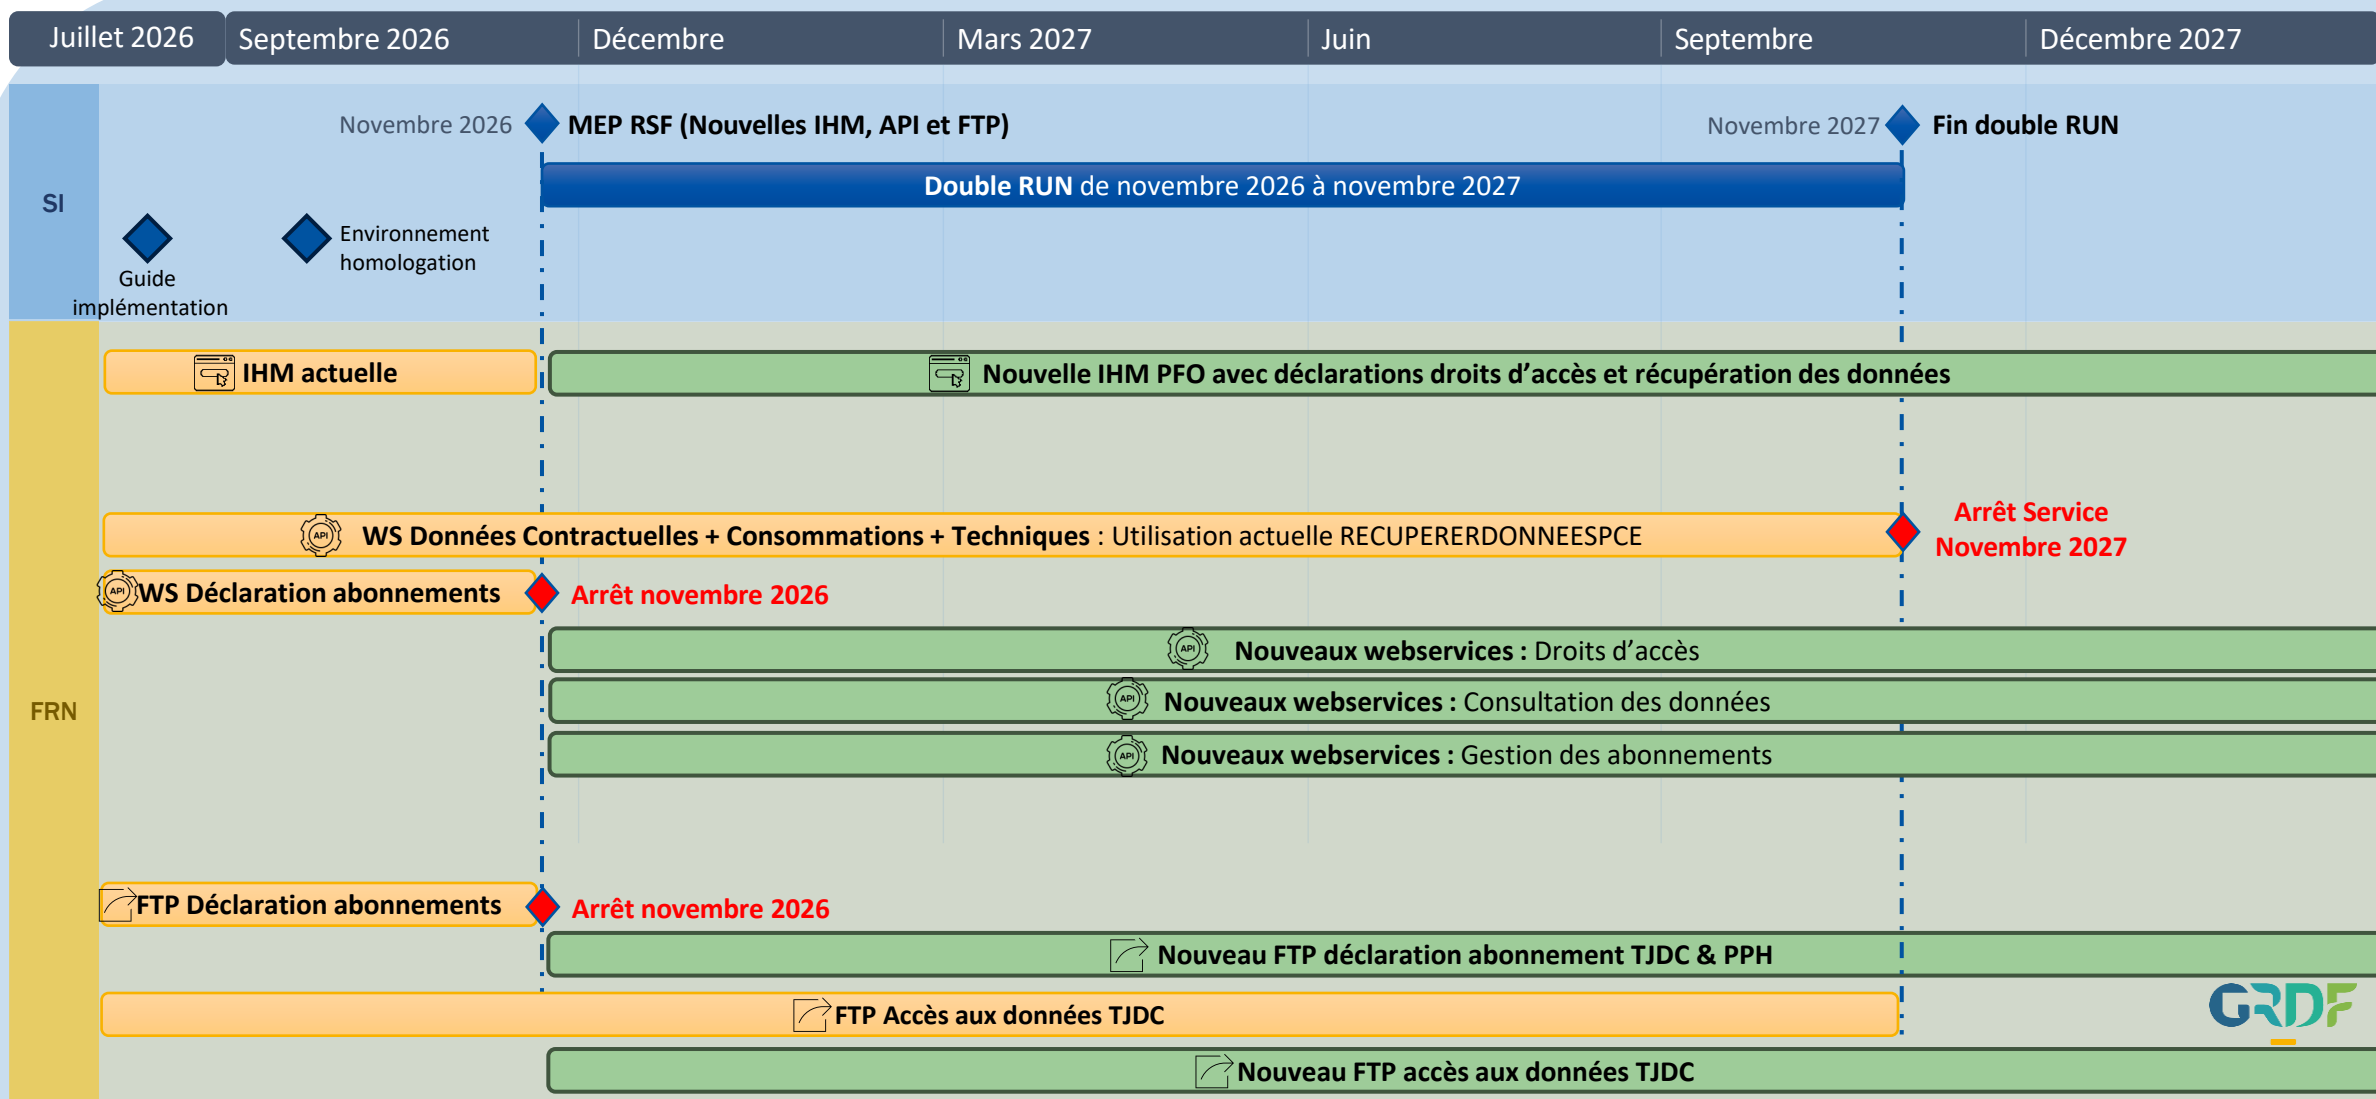 Juillet 2026
Septembre 2026
Décembre
Mars 2027
Juin
Septembre
Décembre 2027
SI
Novembre 2026
MEP RSF (Nouvelles IHM, API et FTP)
Novembre 2027
Fin double RUN
Double RUN de novembre 2026 à novembre 2027
Guide
implémentation
Environnement
homologation
FRN
IHM actuelle
Nouvelle IHM PFO avec déclarations droits d’accès et récupération des données
API
WS Données Contractuelles + Consommations + Techniques : Utilisation actuelle RECUPERERDONNEESPCE
Arrêt Service
Novembre 2027
API
WS Déclaration abonnements
Arrêt novembre 2026
API
Nouveaux webservices : Droits d’accès
API
Nouveaux webservices : Consultation des données
API
Nouveaux webservices : Gestion des abonnements
FTP Déclaration abonnements
Arrêt novembre 2026
Nouveau FTP déclaration abonnement TJDC & PPH
FTP Accès aux données TJDC
GRDF
Nouveau FTP accès aux données TJDC